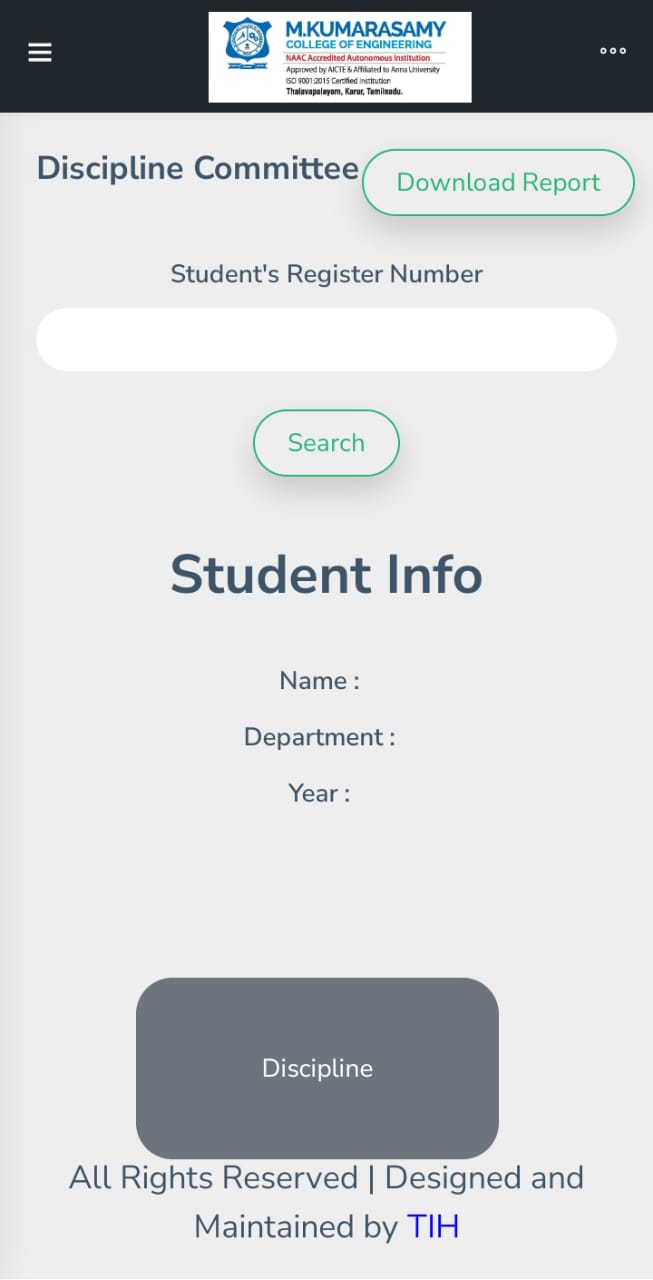 M.KUMARASAMY
COLLEGE OF ENGINEERING
NAAC Accredited Autonomous Institution
Approved by AICTE & Affiliated to Anna University
ISO 9001:2015 Certified Institution
Thalavapalayam, Karur, Tamilnadu.
Discipline Committee
Download Report
Student's Register Number
Search
Student Info
Name :
Department :
Year :
Discipline
All Rights Reserved | Designed and
Maintained by TIH